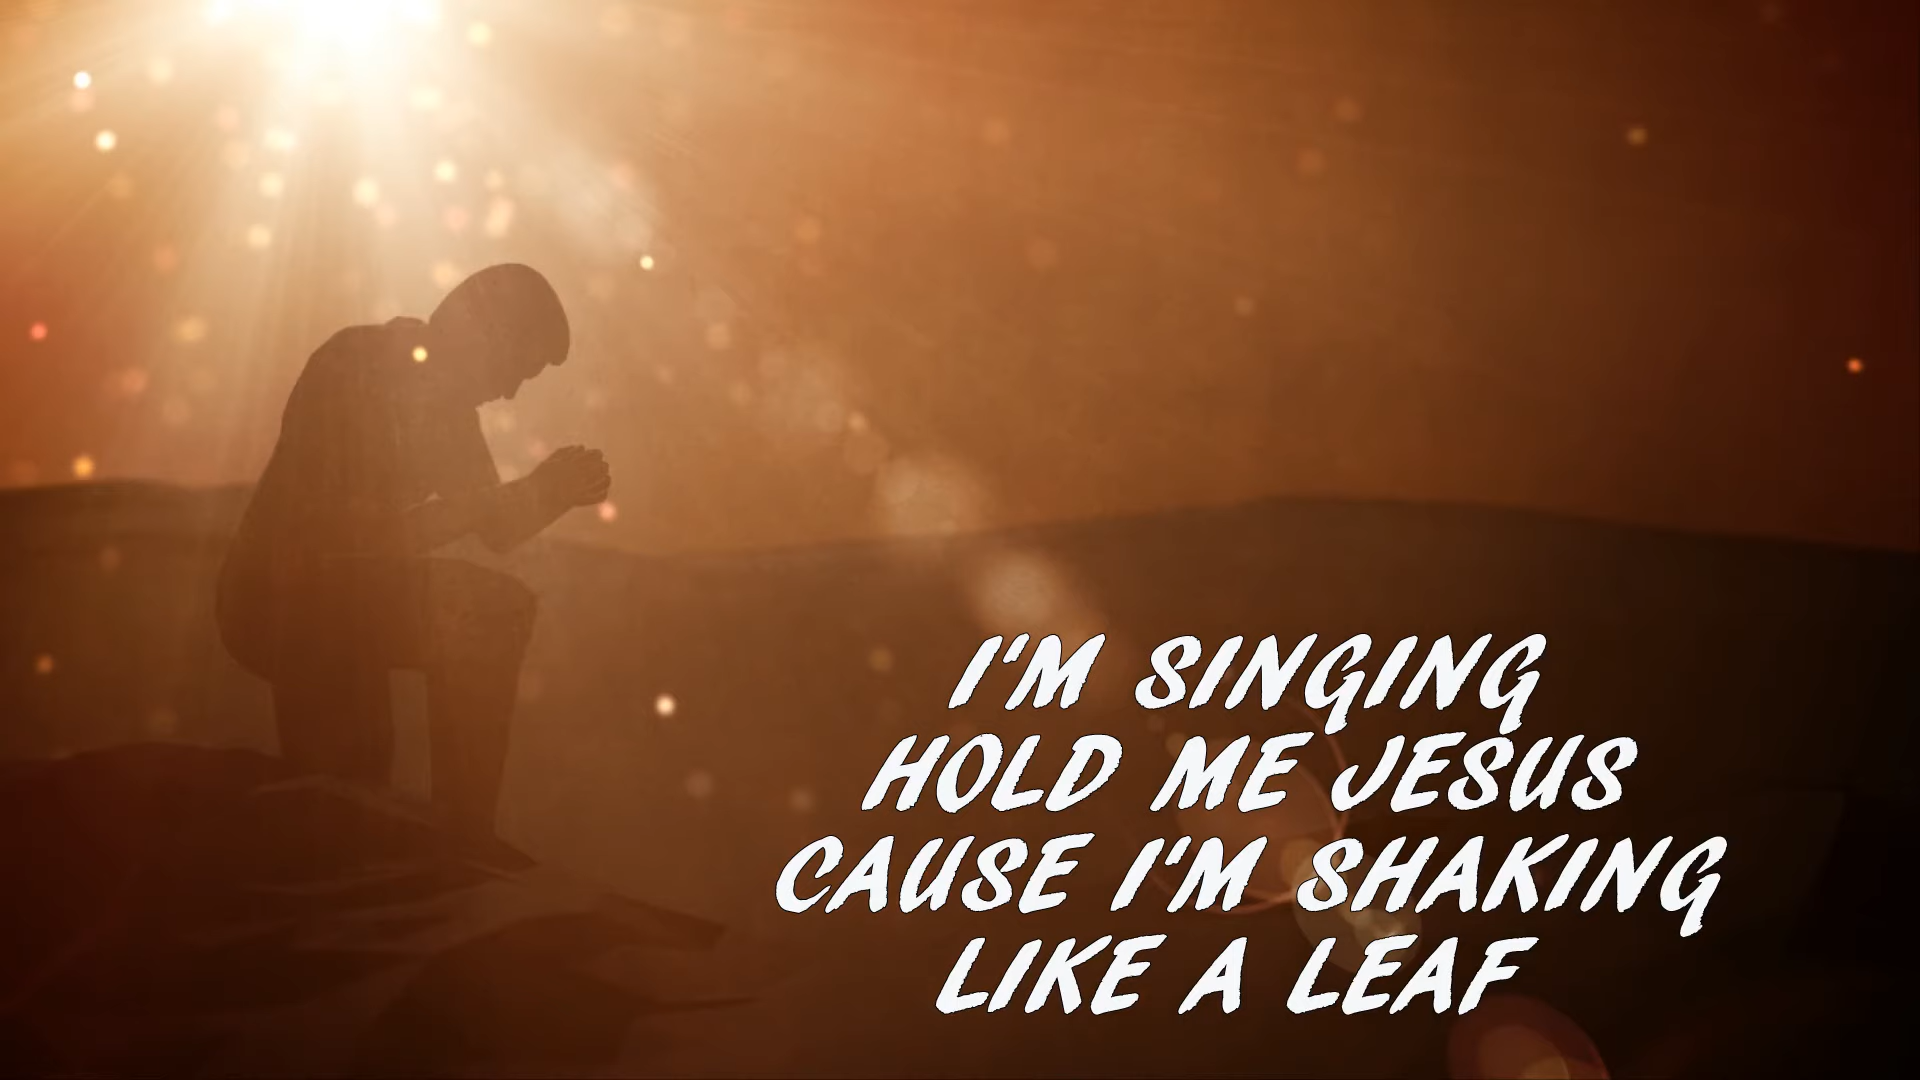 I'M SINGING
HOLD ME JESUS
CAUSE I'M SHAKING
LIKE A LEAF